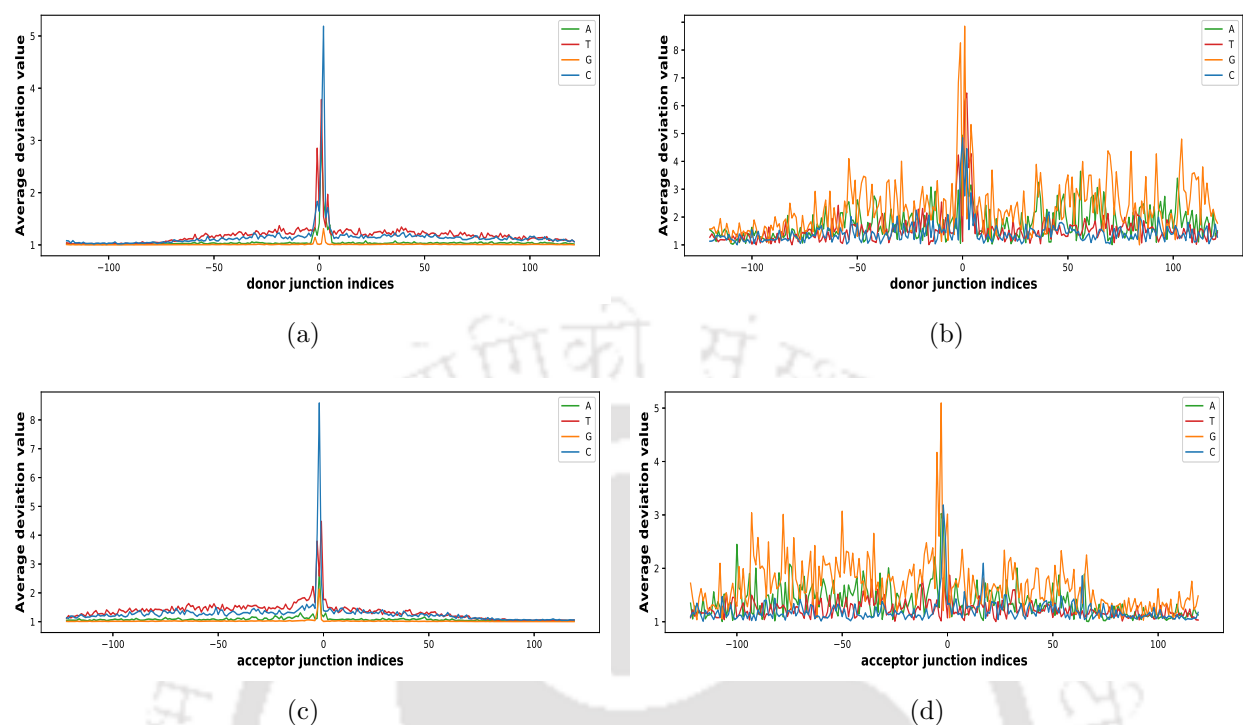 Average deviation value
5
4
3
2
1
−100
−50
0
50
100
A
T
G
C
donor junction indices
(a)
Average deviation value
8
7
6
5
4
3
2
1
−100
−50
0
50
100
A
T
G
C
donor junction indices
(b)
Average deviation value
8
7
6
5
4
3
2
1
−100
−50
0
50
100
A
T
G
C
acceptor junction indices
(c)
Average deviation value
5
4
3
2
1
−100
−50
0
50
100
A
T
G
C
acceptor junction indices
(d)